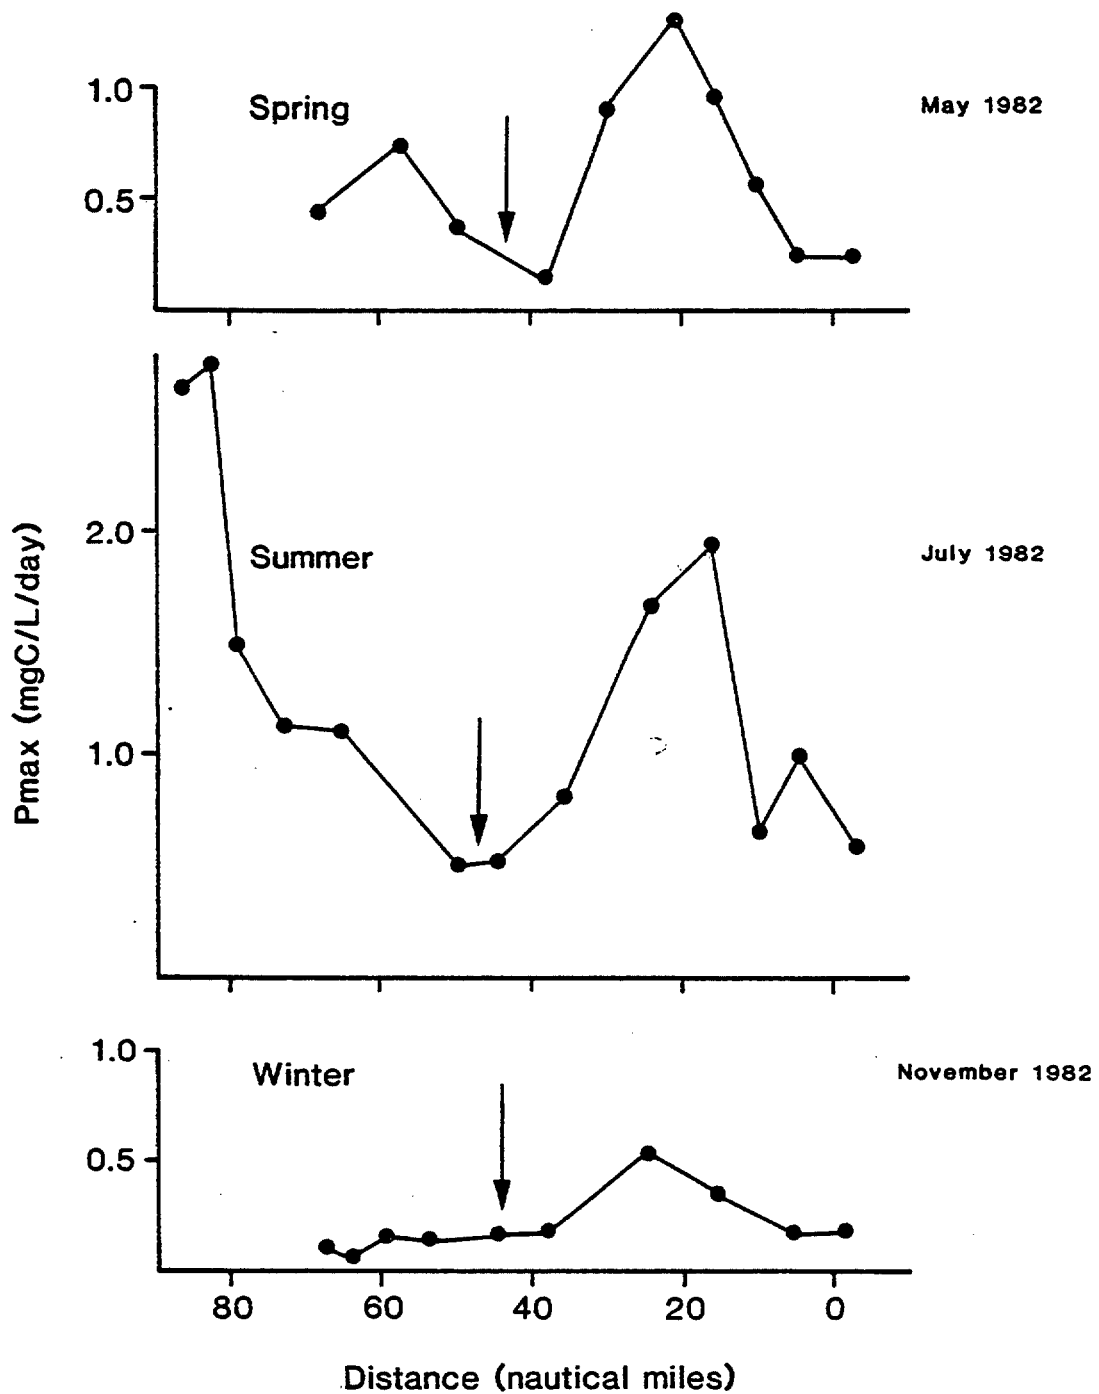 1.0
Spring
May 1982
0.5
Pmax (mgC/L/day)
2.0
Summer
July 1982
1.0
1.0
Winter
November 1982
0.5
80 60 40 20 0
Distance (nautical miles)